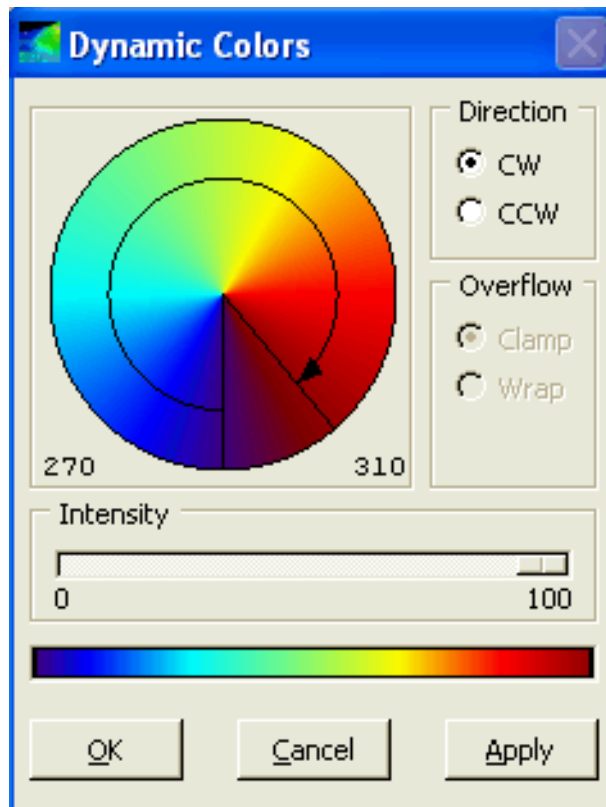 Dynamic Colors
Direction
CW
CCW
Overflow
Clamp
Wrap
270 310
Intensity
0 100
OK Cancel Apply